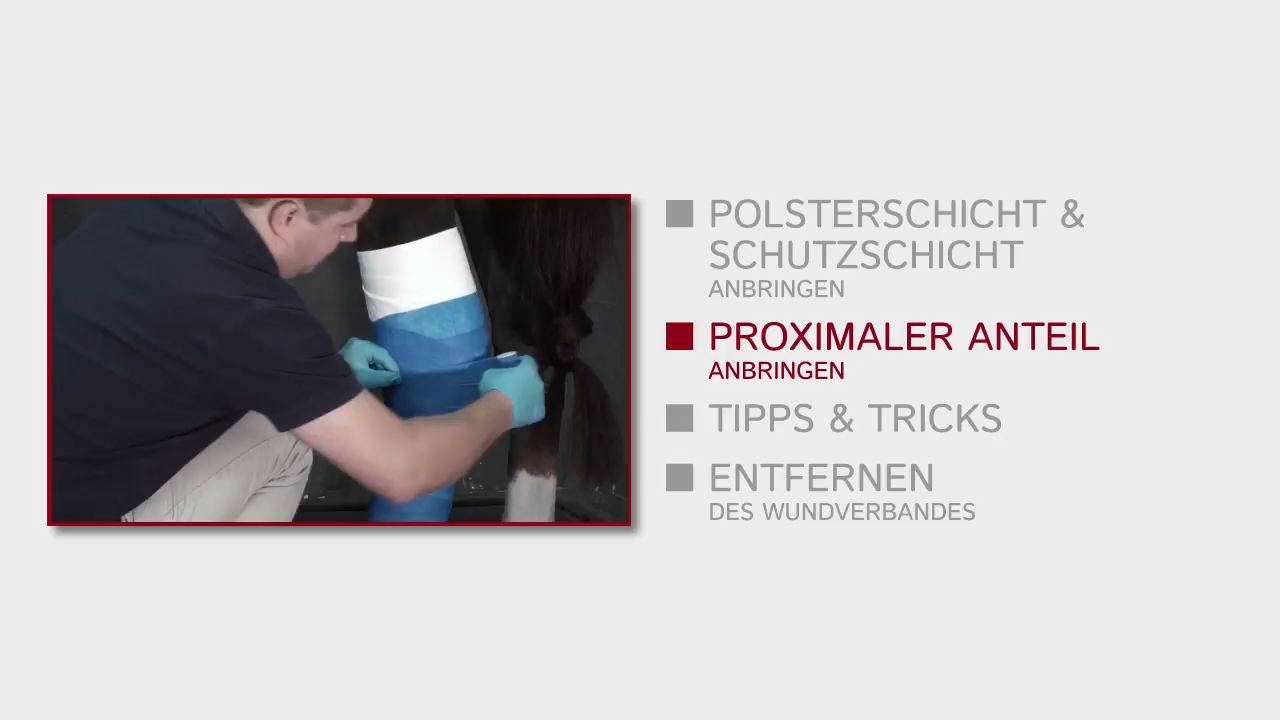 POLSTERSCHICHT &
SCHUTZSCHICHT
ANBRINGEN
PROXIMALER ANTEIL
ANBRINGEN
TIPPS & TRICKS
ENTFERNEN
DES WUNDVERBANDES